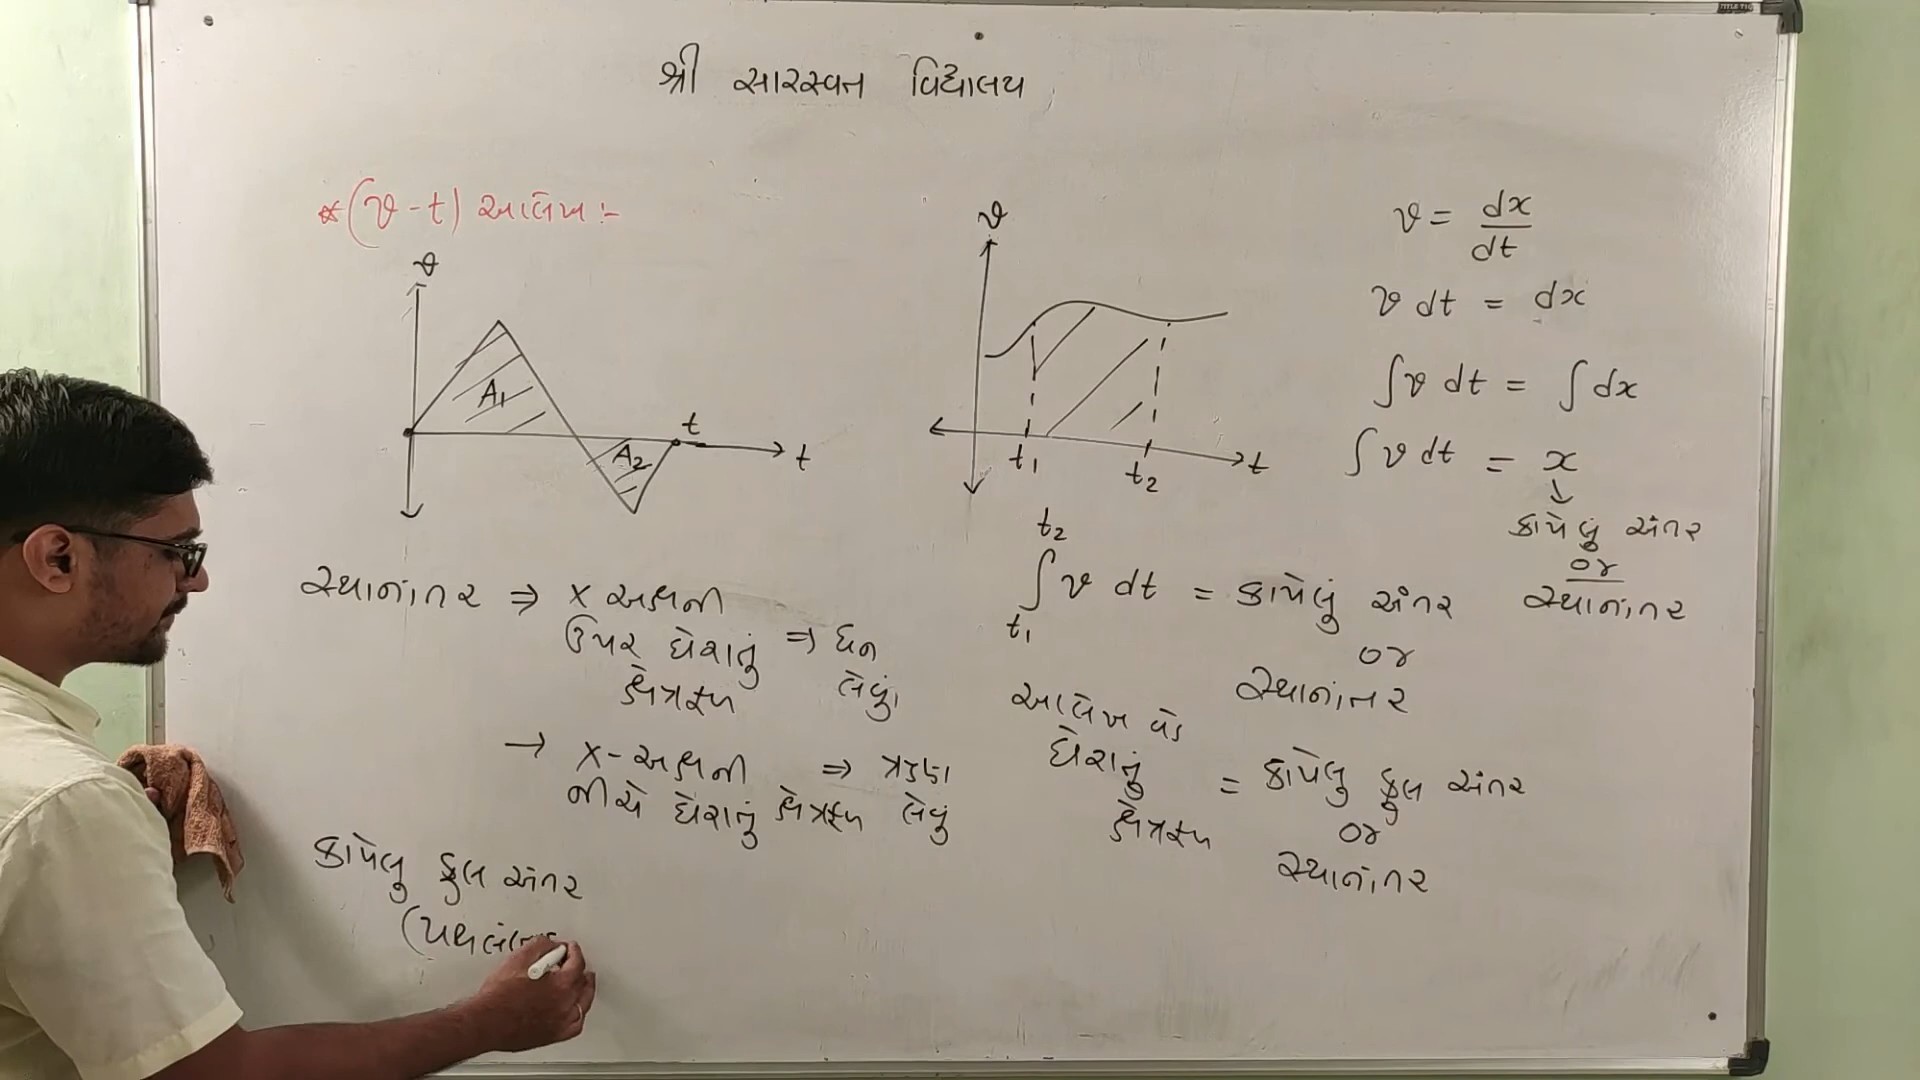 શ્રી સારસ્વત વિદ્યાલય
* (v-t) આલેખ :-
v
A1
A2
t
t
સ્થાનાંતર ⇒ x અક્ષની
ઉપર ઘેરાતું ⇒ ધન
ક્ષેત્રફળ લેવું
→ x-અક્ષની ⇒ ઋણ
નીચે ઘેરાતું ક્ષેત્રફળ લેવું
કાપેલુ કુલ અંતર
v
t1
t2
t
v = dx/dt
v dt = dx
∫v dt = ∫dx
∫v dt = x
↓
કાપેલું અંતર
or
સ્થાનાંતર
t2
∫ v dt = કાપેલું અંતર
t1
or
સ્થાનાંતર
આલેખ વડે
ઘેરાતું = કાપેલુ કુલ અંતર
ક્ષેત્રફળ or
સ્થાનાંતર